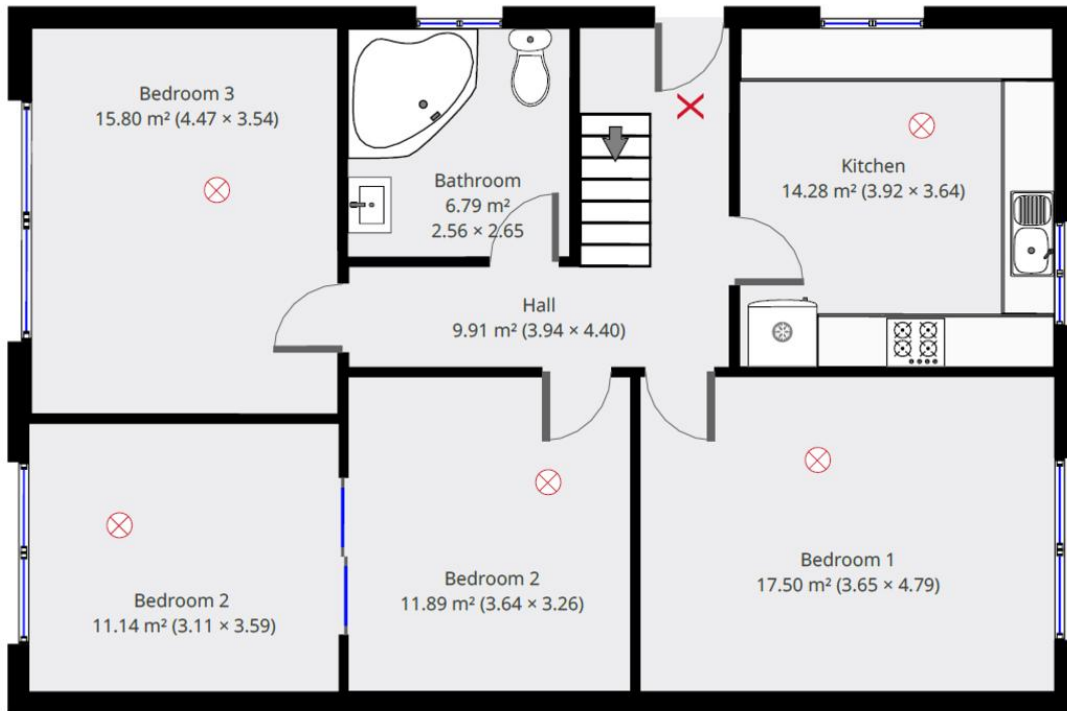 Bedroom 3
15.80 m² (4.47 × 3.54)
Bathroom
6.79 m²
2.56 × 2.65
Kitchen
14.28 m² (3.92 × 3.64)
Hall
9.91 m² (3.94 × 4.40)
Bedroom 2
11.14 m² (3.11 × 3.59)
Bedroom 2
11.89 m² (3.64 × 3.26)
Bedroom 1
17.50 m² (3.65 × 4.79)